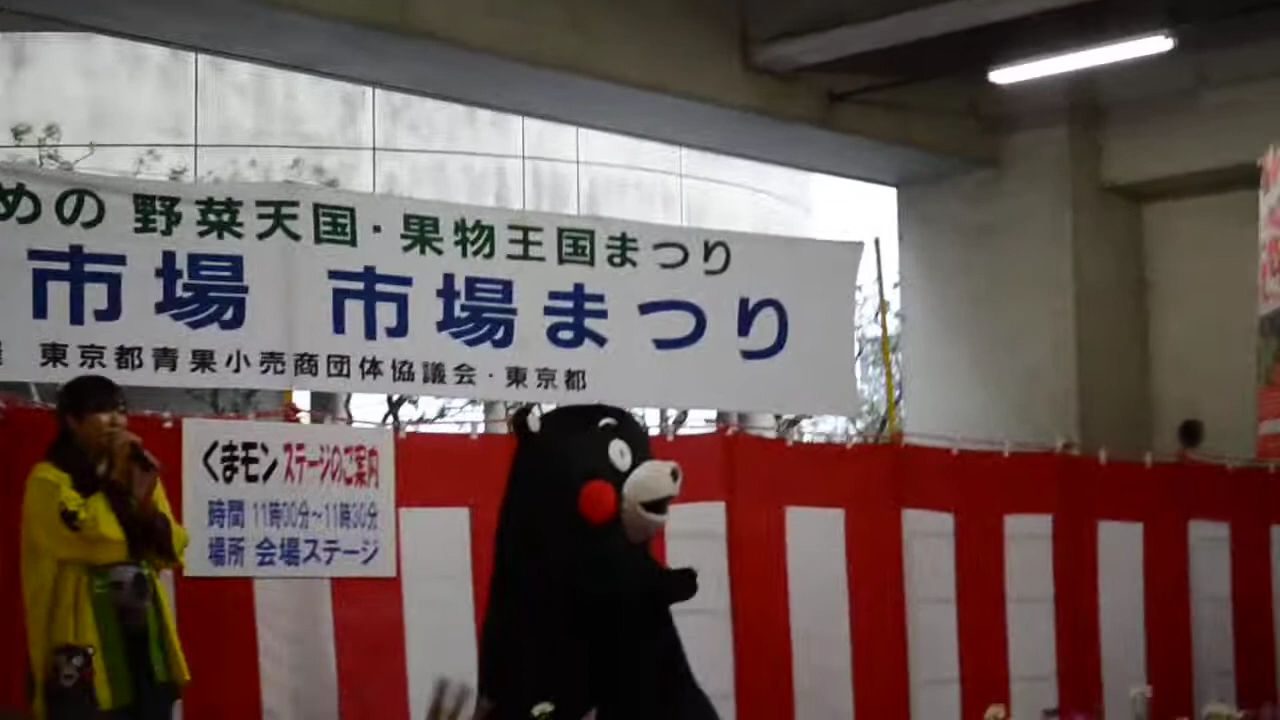 めの 野菜天国・果物王国まつり
市場 市場まつり
東京都青果小売商団体協議会・東京都
くまモン ステージのご案内
時間 11時00分～11時30分
場所 会場ステージ